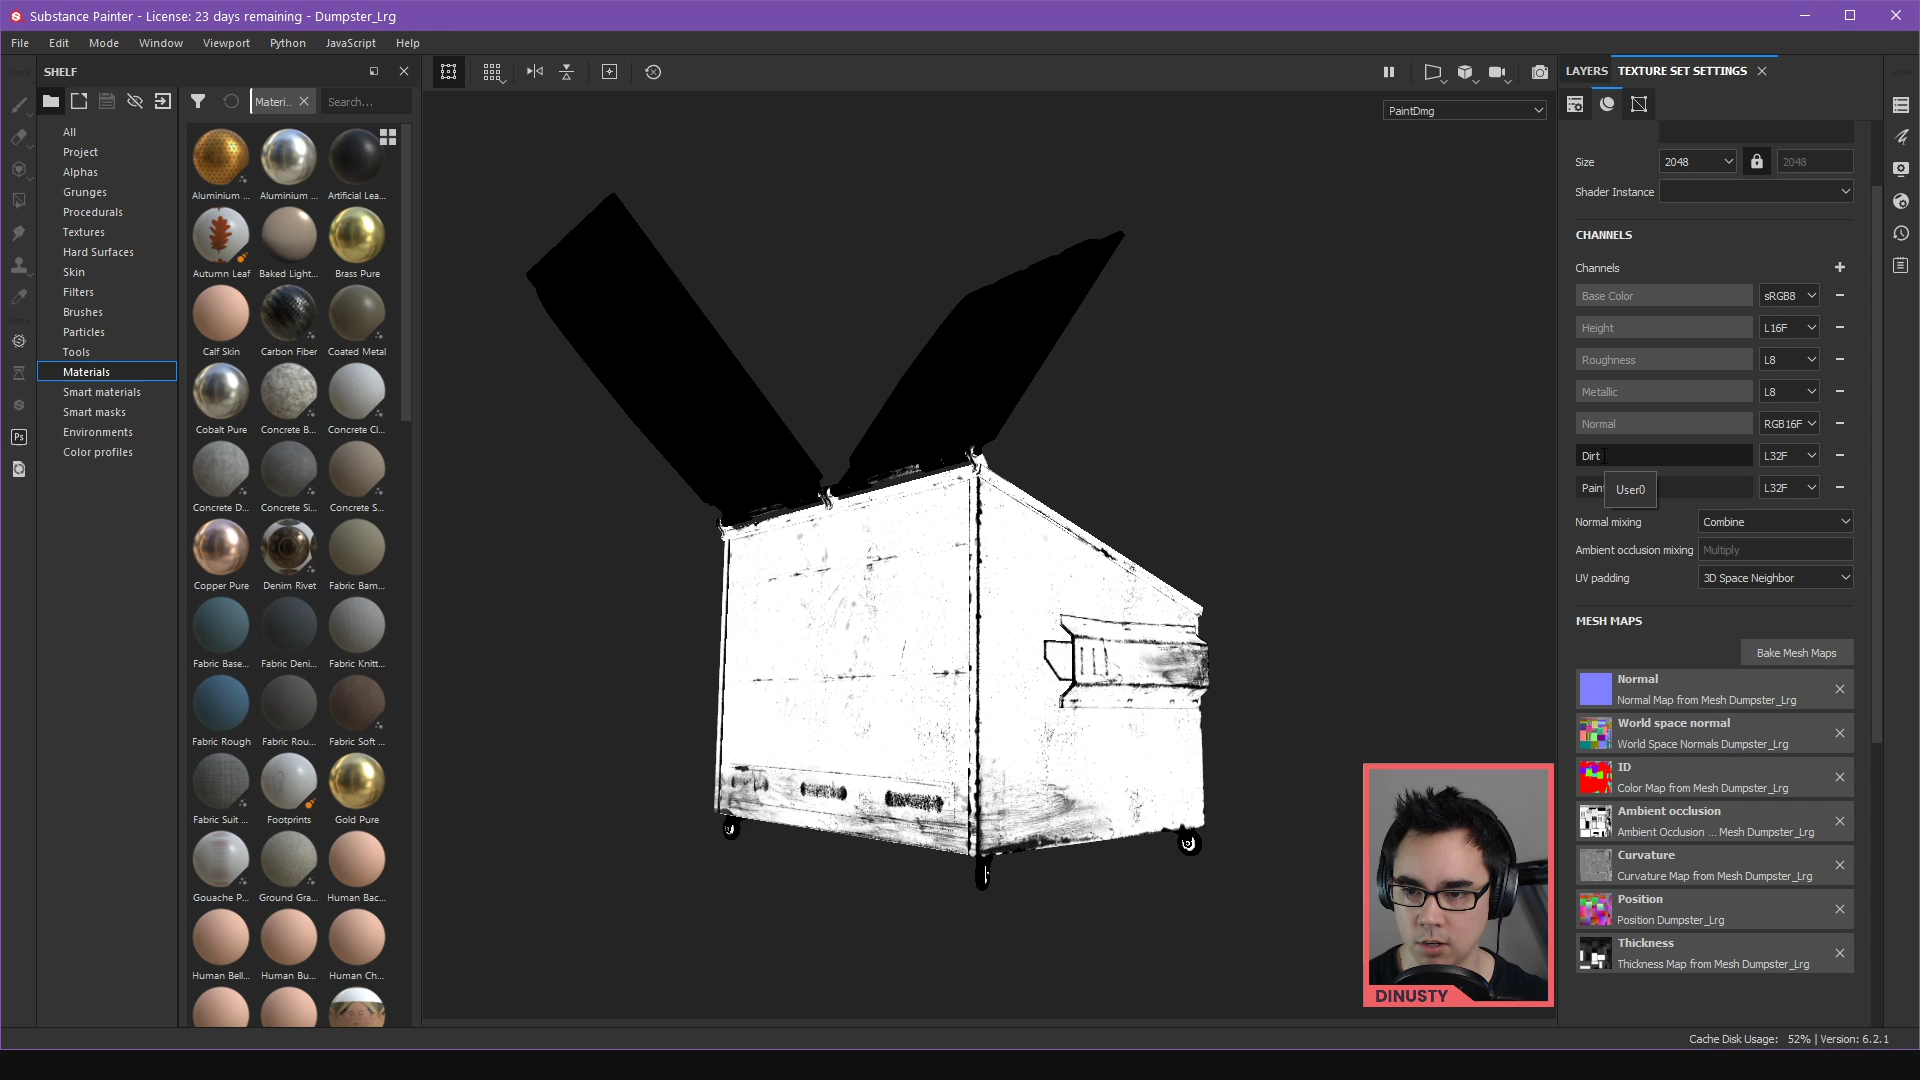 Substance Painter - License: 23 days remaining - Dumpster_Lrg
File Edit Mode Window Viewport Python JavaScript Help
SHELF
Materi..
Search...
All
Project
Alphas
Grunges
Procedurals
Textures
Hard Surfaces
Skin
Filters
Brushes
Particles
Tools
Materials
Smart materials
Smart masks
Environments
Color profiles
Aluminium ... Aluminium ... Artificial Lea...
Autumn Leaf Baked Light... Brass Pure
Calf Skin Carbon Fiber Coated Metal
Cobalt Pure Concrete B... Concrete Cl...
Concrete D... Concrete Si... Concrete S...
Copper Pure Denim Rivet Fabric Bam...
Fabric Base... Fabric Deni... Fabric Knitt...
Fabric Rough Fabric Rou... Fabric Soft ...
Fabric Suit ... Footprints Gold Pure
Gouache P... Ground Gra... Human Bac...
Human Bell... Human Bu... Human Ch...
Ps
PaintDmg
DINUSTY
LAYERS TEXTURE SET SETTINGS
Size 2048 2048
Shader Instance
CHANNELS
Channels
Base Color sRGB8
Height L16F
Roughness L8
Metallic L8
Normal RGB16F
Dirt L32F
Pain L32F
User0
Normal mixing Combine
Ambient occlusion mixing Multiply
UV padding 3D Space Neighbor
MESH MAPS
Bake Mesh Maps
Normal
Normal Map from Mesh Dumpster_Lrg
World space normal
World Space Normals Dumpster_Lrg
ID
Color Map from Mesh Dumpster_Lrg
Ambient occlusion
Ambient Occlusion ... Mesh Dumpster_Lrg
Curvature
Curvature Map from Mesh Dumpster_Lrg
Position
Position Dumpster_Lrg
Thickness
Thickness Map from Mesh Dumpster_Lrg
Cache Disk Usage: 52% | Version: 6.2.1